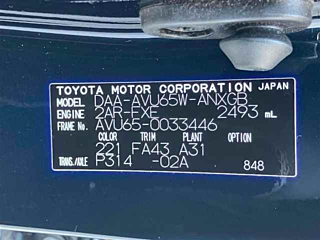 TOYOTA MOTOR CORPORATION JAPAN
MODEL DAA-AVU65W-ANXGB
ENGINE 2AR-FXE 2493 mL
FRAME No. AVU65-0033446
COLOR TRIM PLANT OPTION
221 FA43 A31
TRANS./AXLE P314 -02A 848